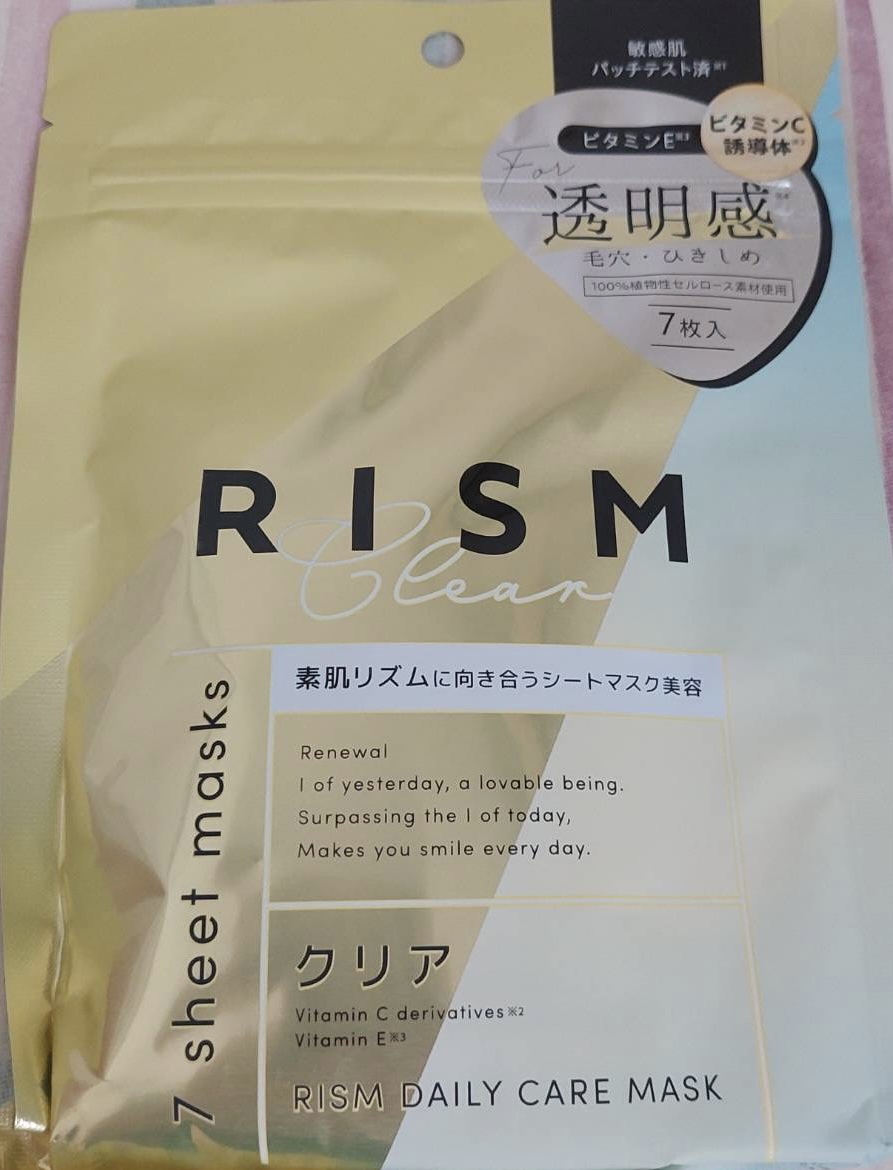 敏感肌
パッチテスト済※1
ビタミンE※3
ビタミンC
誘導体※2
For
透明感※4
毛穴・ひきしめ
100%植物性セルロース素材使用
7枚入
RISM
Clear
素肌リズムに向き合うシートマスク美容
Renewal
I of yesterday, a lovable being.
Surpassing the I of today,
Makes you smile every day.
7 sheet masks
クリア
Vitamin C derivatives※2
Vitamin E※3
RISM DAILY CARE MASK